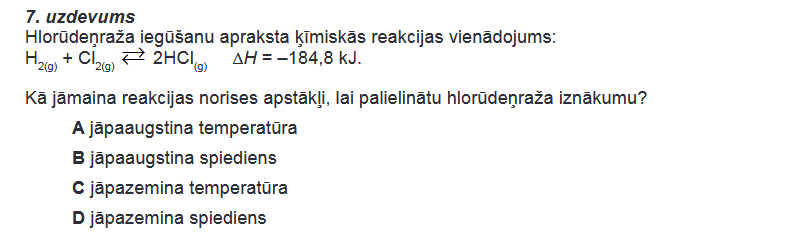 7. uzdevums
Hlorūdeņraža iegūšanu apraksta ķīmiskās reakcijas vienādojums:
H₂₍g₎ + Cl₂₍g₎ ⇄ 2HCl₍g₎ ΔH = –184,8 kJ.
Kā jāmaina reakcijas norises apstākļi, lai palielinātu hlorūdeņraža iznākumu?
A jāpaaugstina temperatūra
B jāpaaugstina spiediens
C jāpazemina temperatūra
D jāpazemina spiediens